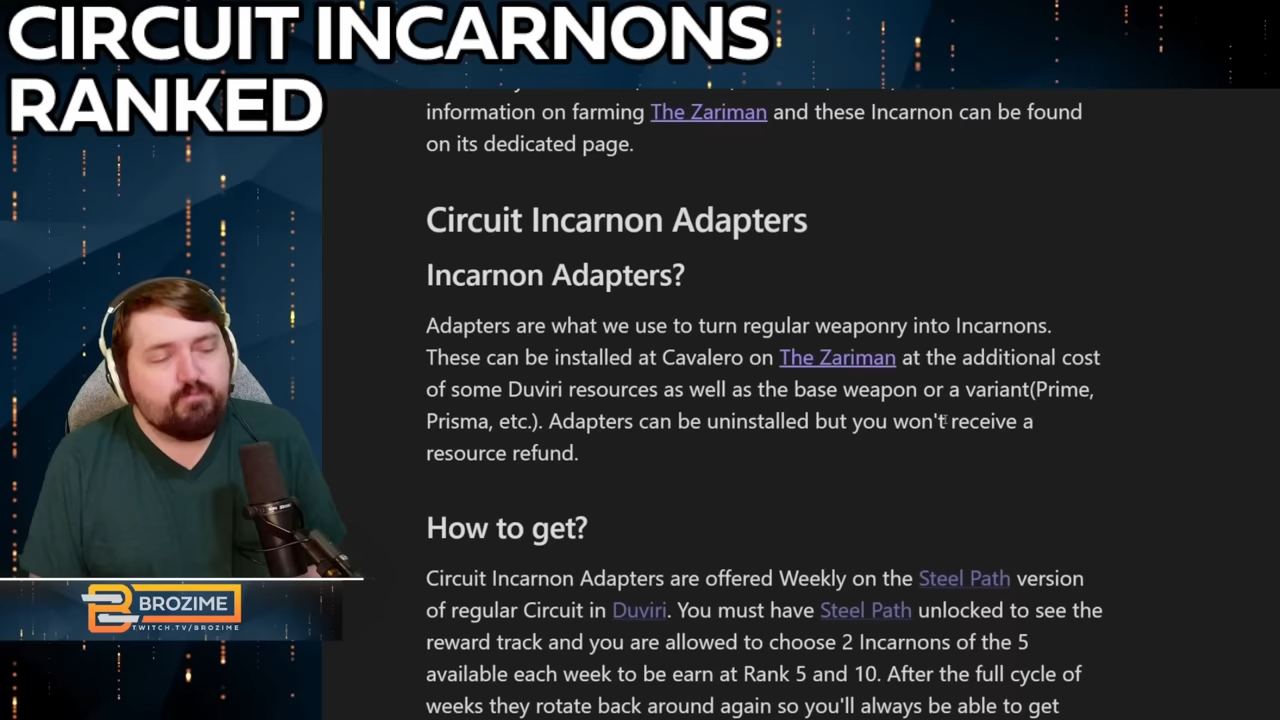 CIRCUIT INCARNONS
RANKED
information on farming The Zariman and these Incarnon can be found
on its dedicated page.
Circuit Incarnon Adapters
Incarnon Adapters?
Adapters are what we use to turn regular weaponry into Incarnons.
These can be installed at Cavalero on The Zariman at the additional cost
of some Duviri resources as well as the base weapon or a variant(Prime,
Prisma, etc.). Adapters can be uninstalled but you won't receive a
resource refund.
How to get?
Circuit Incarnon Adapters are offered Weekly on the Steel Path version
of regular Circuit in Duviri. You must have Steel Path unlocked to see the
reward track and you are allowed to choose 2 Incarnons of the 5
available each week to be earn at Rank 5 and 10. After the full cycle of
weeks they rotate back around again so you'll always be able to get
BROZIME
TWITCH.TV/BROZIME